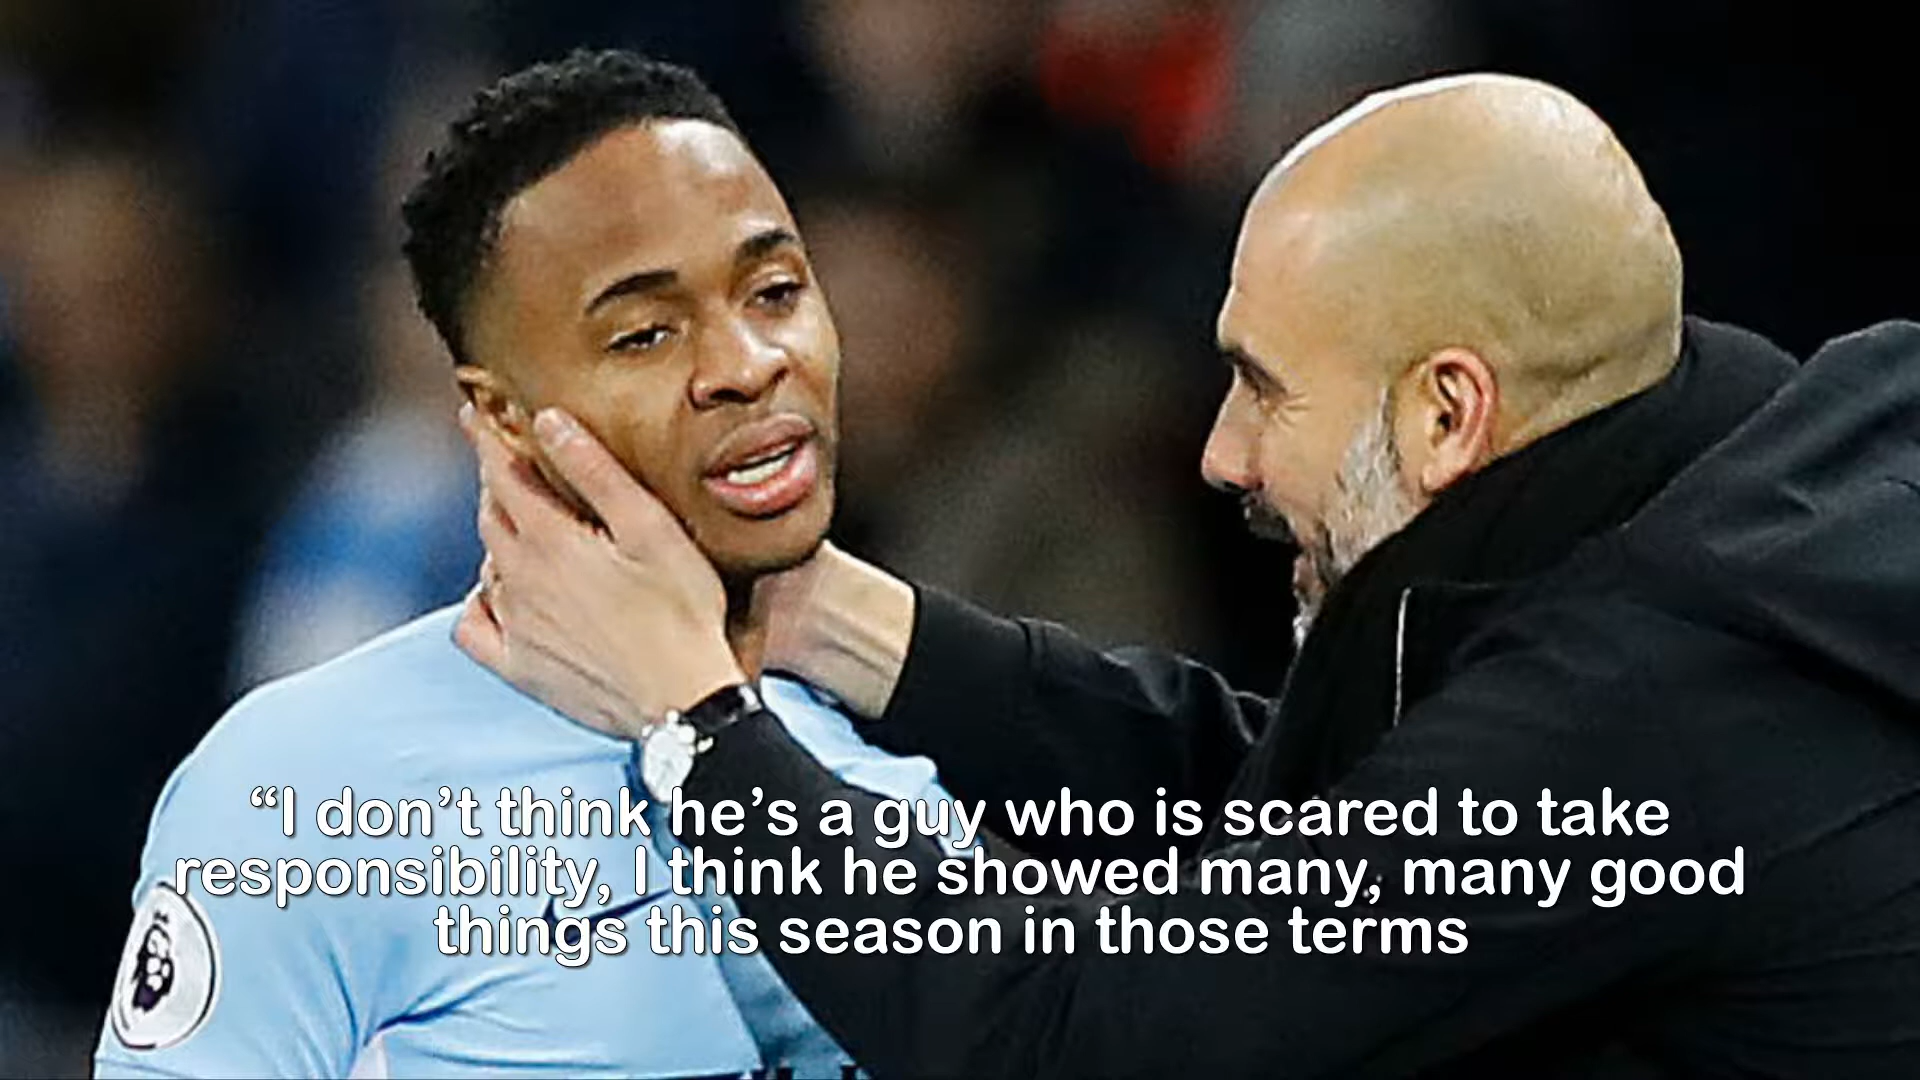 “I don’t think he’s a guy who is scared to take
responsibility, I think he showed many, many good
things this season in those terms